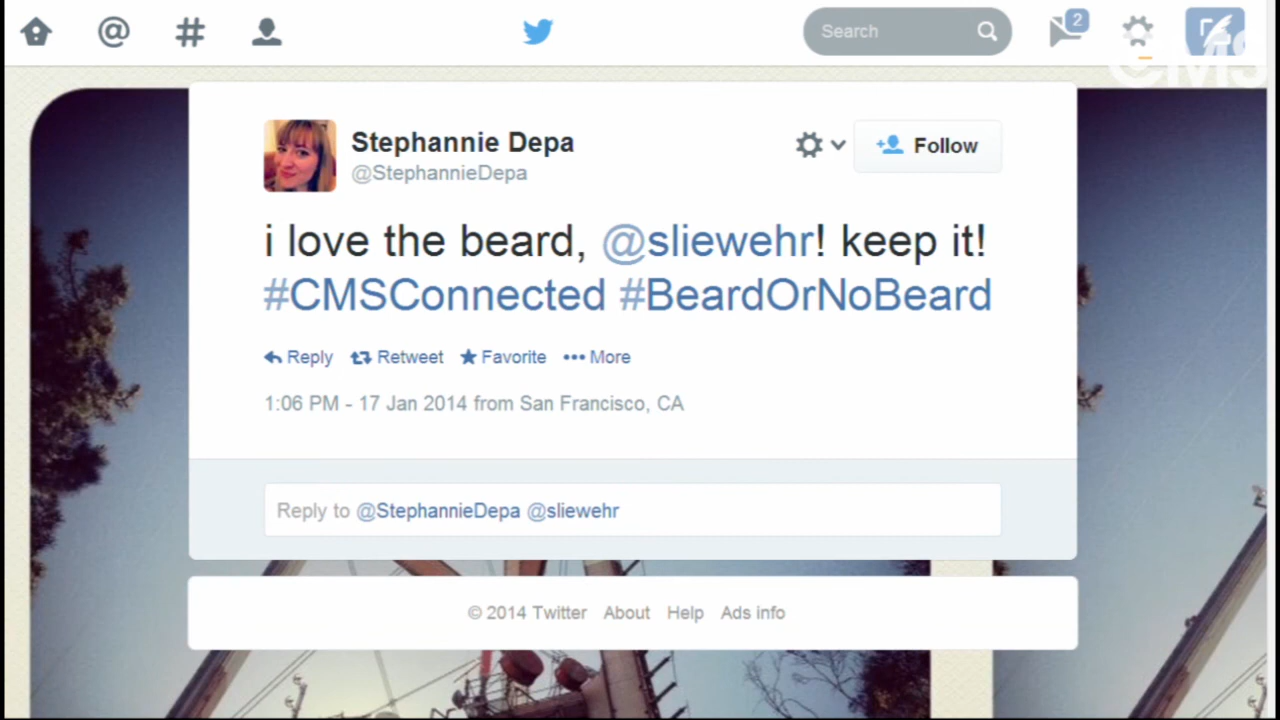 Search
2
CMS
Stephannie Depa
@StephannieDepa
Follow
i love the beard, @sliewehr! keep it!
#CMSConnected #BeardOrNoBeard
Reply Retweet Favorite More
1:06 PM - 17 Jan 2014 from San Francisco, CA
Reply to @StephannieDepa @sliewehr
© 2014 Twitter About Help Ads info